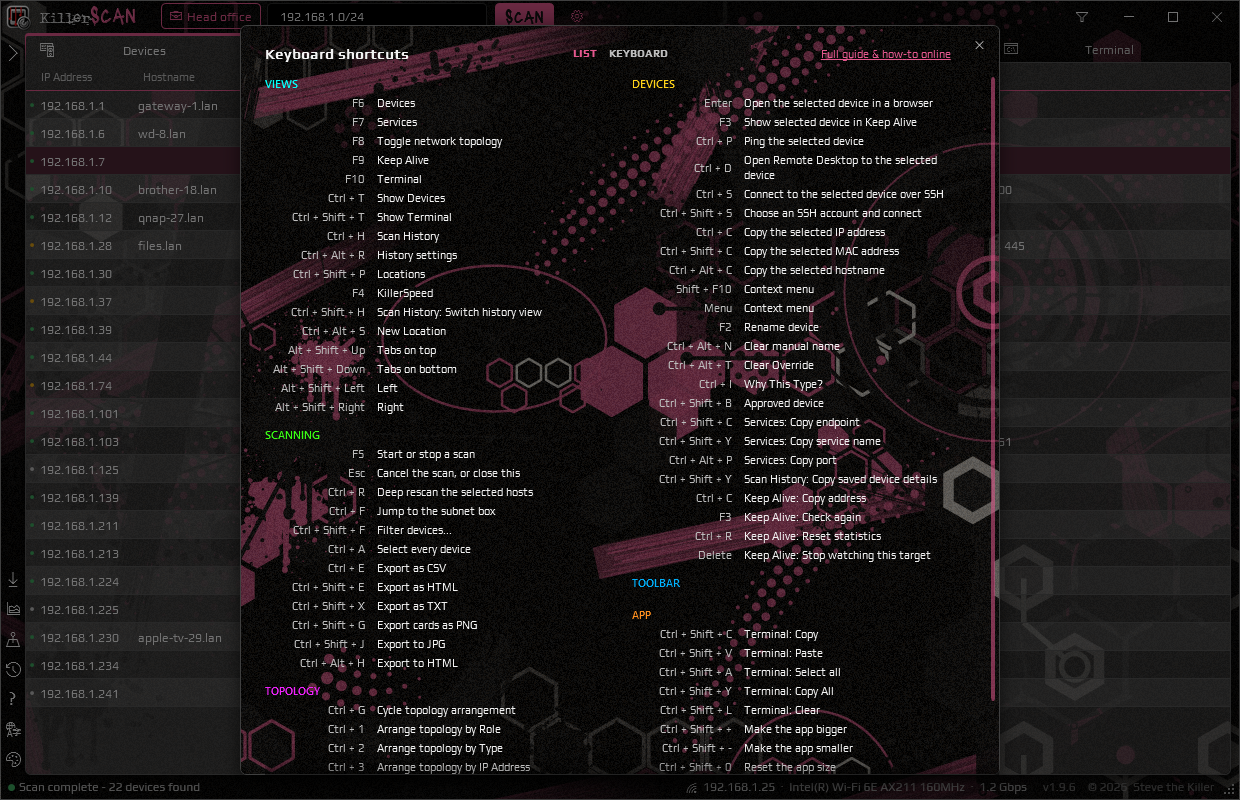 KillerSCAN
Head office
192.168.1.0/24
SCAN
Devices
Terminal
IP Address Hostname
192.168.1.1 gateway-1.lan
192.168.1.6 wd-8.lan
192.168.1.7
192.168.1.10 brother-18.lan
192.168.1.12 qnap-27.lan
192.168.1.28 files.lan
445
192.168.1.30
192.168.1.37
192.168.1.39
192.168.1.44
192.168.1.74
192.168.1.101
192.168.1.103
192.168.1.125
192.168.1.139
192.168.1.211
192.168.1.213
192.168.1.224
192.168.1.225
192.168.1.230 apple-tv-29.lan
192.168.1.234
192.168.1.241
Keyboard shortcuts
LIST KEYBOARD
Full guide & how-to online
VIEWS
F6 Devices
F7 Services
F8 Toggle network topology
F9 Keep Alive
F10 Terminal
Ctrl + T Show Devices
Ctrl + Shift + T Show Terminal
Ctrl + H Scan History
Ctrl + Alt + R History settings
Ctrl + Shift + P Locations
F4 KillerSpeed
Ctrl + Shift + H Scan History: Switch history view
Ctrl + Alt + S New Location
Alt + Shift + Up Tabs on top
Alt + Shift + Down Tabs on bottom
Alt + Shift + Left Left
Alt + Shift + Right Right
SCANNING
F5 Start or stop a scan
Esc Cancel the scan, or close this
Ctrl + R Deep rescan the selected hosts
Ctrl + F Jump to the subnet box
Ctrl + Shift + F Filter devices...
Ctrl + A Select every device
Ctrl + E Export as CSV
Ctrl + Shift + E Export as HTML
Ctrl + Shift + X Export as TXT
Ctrl + Shift + G Export cards as PNG
Ctrl + Shift + J Export to JPG
Ctrl + Alt + H Export to HTML
TOPOLOGY
Ctrl + G Cycle topology arrangement
Ctrl + 1 Arrange topology by Role
Ctrl + 2 Arrange topology by Type
Ctrl + 3 Arrange topology by IP Address
DEVICES
Enter Open the selected device in a browser
F3 Show selected device in Keep Alive
Ctrl + P Ping the selected device
Ctrl + D Open Remote Desktop to the selected
device
Ctrl + S Connect to the selected device over SSH
Ctrl + Shift + S Choose an SSH account and connect
Ctrl + C Copy the selected IP address
Ctrl + Shift + C Copy the selected MAC address
Ctrl + Alt + C Copy the selected hostname
Shift + F10 Context menu
Menu Context menu
F2 Rename device
Ctrl + Alt + N Clear manual name
Ctrl + Alt + T Clear Override
Ctrl + I Why This Type?
Ctrl + Shift + B Approved device
Ctrl + Shift + C Services: Copy endpoint
Ctrl + Shift + Y Services: Copy service name
Ctrl + Alt + P Services: Copy port
Ctrl + Shift + Y Scan History: Copy saved device details
Ctrl + C Keep Alive: Copy address
F3 Keep Alive: Check again
Ctrl + R Keep Alive: Reset statistics
Delete Keep Alive: Stop watching this target
TOOLBAR
APP
Ctrl + Shift + C Terminal: Copy
Ctrl + Shift + V Terminal: Paste
Ctrl + Shift + A Terminal: Select all
Ctrl + Shift + Y Terminal: Copy All
Ctrl + Shift + L Terminal: Clear
Ctrl + Shift + + Make the app bigger
Ctrl + Shift + - Make the app smaller
Ctrl + Shift + 0 Reset the app size
Scan complete - 22 devices found
192.168.1.25 · Intel(R) Wi-Fi 6E AX211 160MHz · 1.2 Gbps v1.9.6 © 2026 Steve the Killer